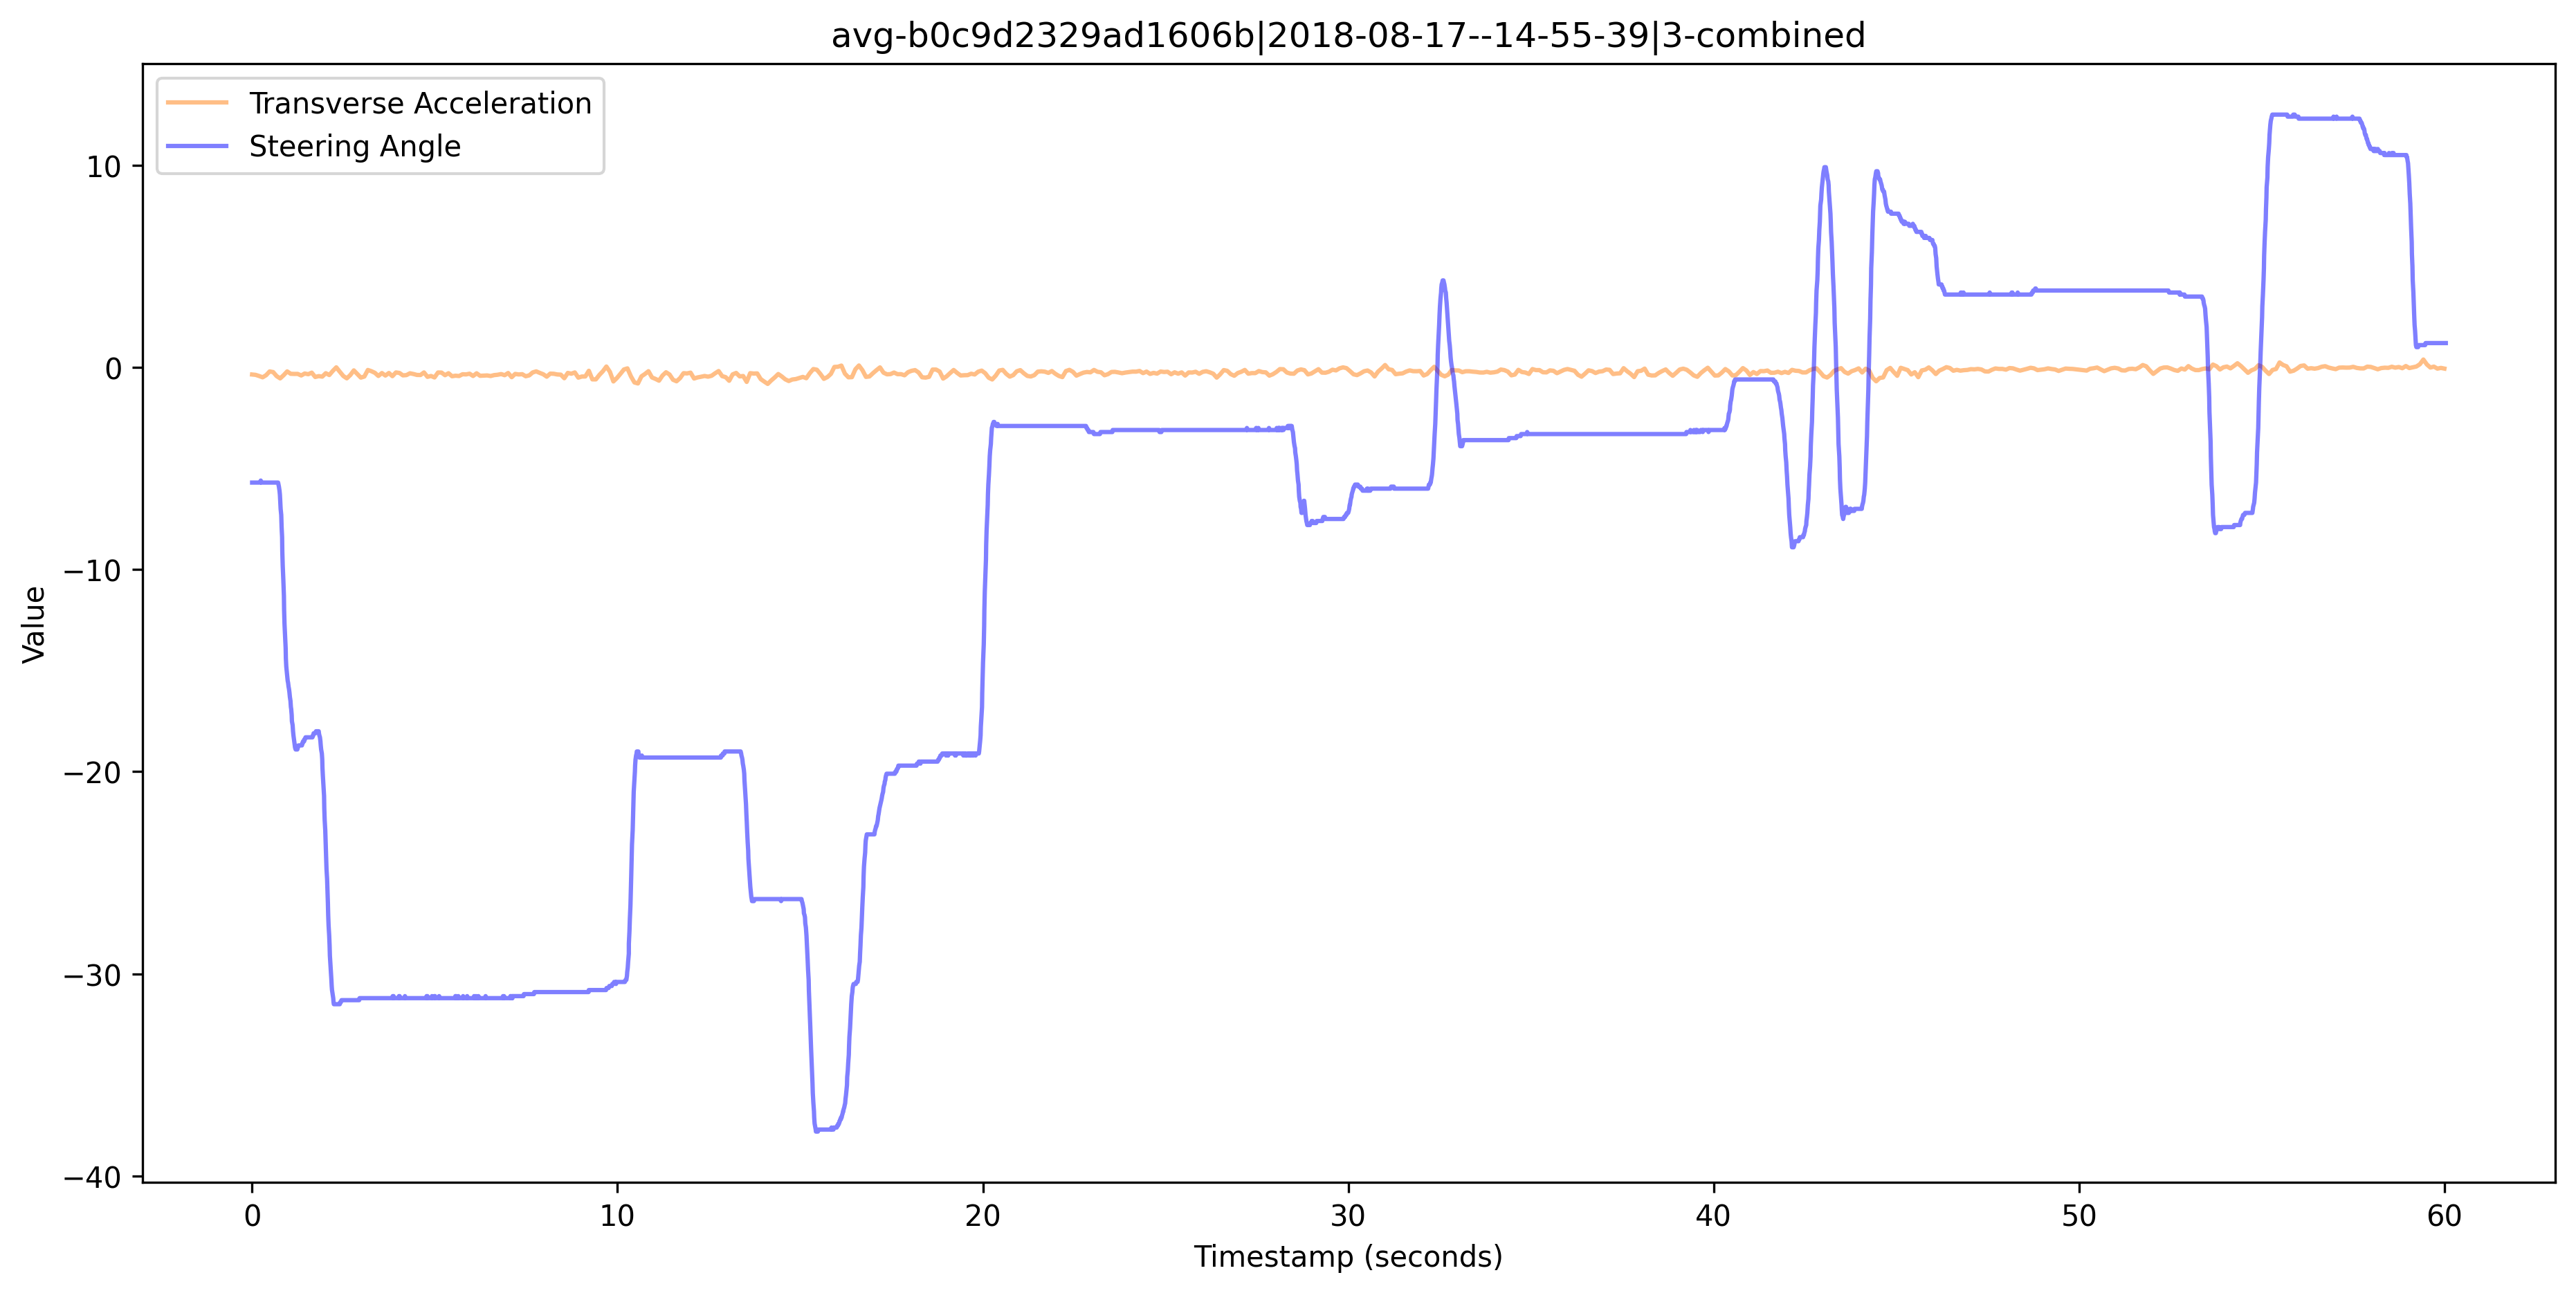 avg-b0c9d2329ad1606b|2018-08-17--14-55-39|3-combined
Transverse Acceleration
Steering Angle
10
0
−10
−20
−30
−40
Value
0 10 20 30 40 50 60
Timestamp (seconds)